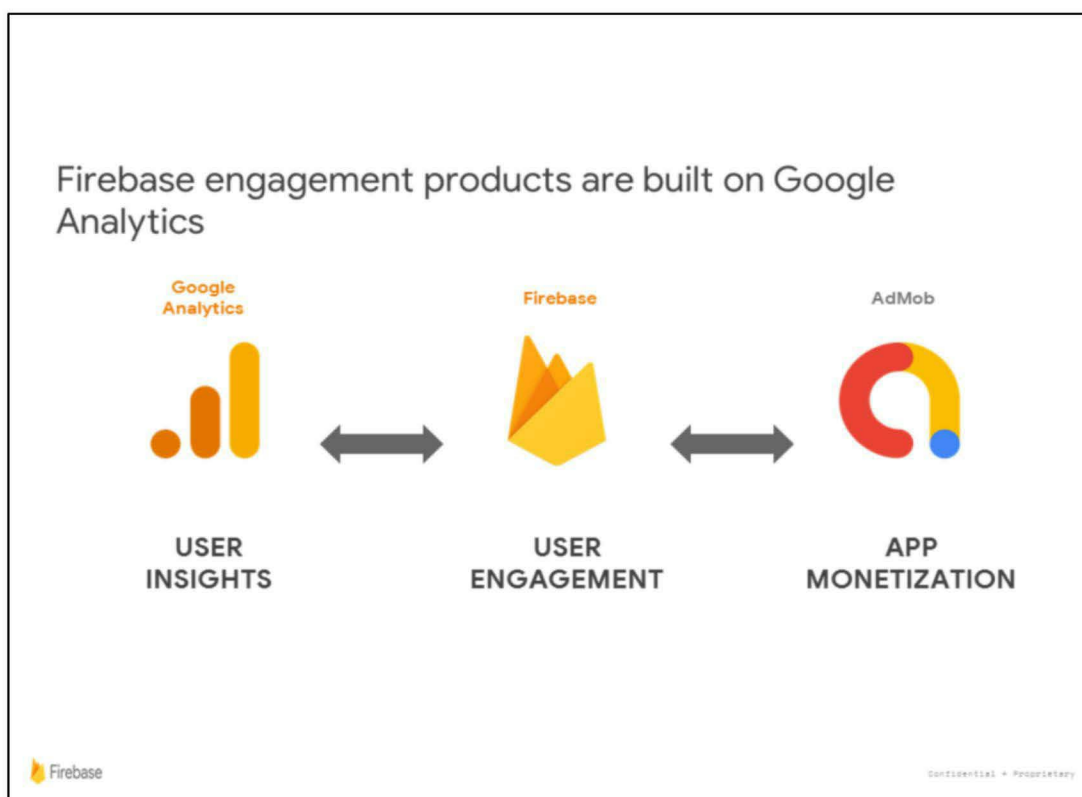 Firebase engagement products are built on Google
Analytics
Google
Analytics
Firebase
AdMob
USER
INSIGHTS
USER
ENGAGEMENT
APP
MONETIZATION
Firebase
Confidential + Proprietary